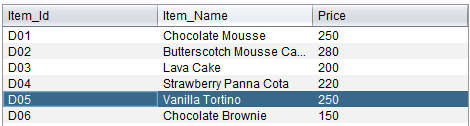 Item_Id Item_Name Price
D01 Chocolate Mousse 250
D02 Butterscotch Mousse Ca... 280
D03 Lava Cake 200
D04 Strawberry Panna Cota 220
D05 Vanilla Tortino 250
D06 Chocolate Brownie 150